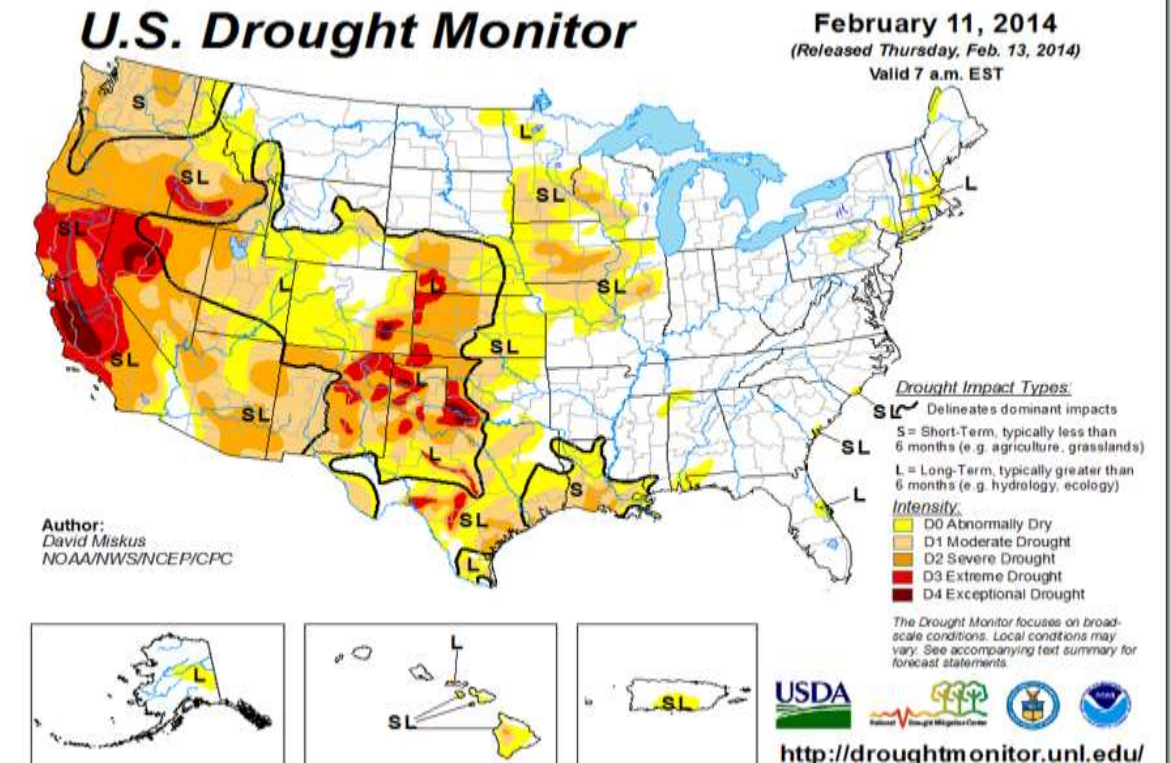 U.S. Drought Monitor
February 11, 2014
(Released Thursday, Feb. 13, 2014)
Valid 7 a.m. EST
S
L
SL
SL
L
SL
L
L
SL
SL
SL
L
SL
SL
L
S
SL
L
SL
SL
L
Author:
David Miskus
NOAA/NWS/NCEP/CPC
Drought Impact Types:
Delineates dominant impacts
S = Short-Term, typically less than
6 months (e.g. agriculture, grasslands)
L = Long-Term, typically greater than
6 months (e.g. hydrology, ecology)
Intensity:
D0 Abnormally Dry
D1 Moderate Drought
D2 Severe Drought
D3 Extreme Drought
D4 Exceptional Drought
The Drought Monitor focuses on broad-
scale conditions. Local conditions may
vary. See accompanying text summary for
forecast statements.
L
L
SL
SL
USDA
National Drought Mitigation Center
http://droughtmonitor.unl.edu/